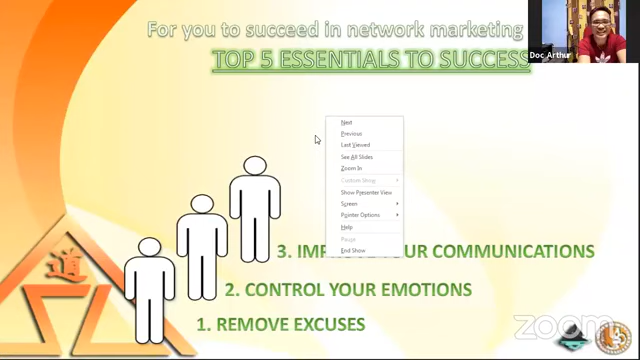 For you to succeed in network marketing
TOP 5 ESSENTIALS TO SUCCESS
Doc Arthur
Next
Previous
Last Viewed
See All Slides
Zoom In
Custom Show
Show Presenter View
Screen
Pointer Options
Help
Pause
End Show
3. IMPROVE YOUR COMMUNICATIONS
2. CONTROL YOUR EMOTIONS
1. REMOVE EXCUSES
道
zoom